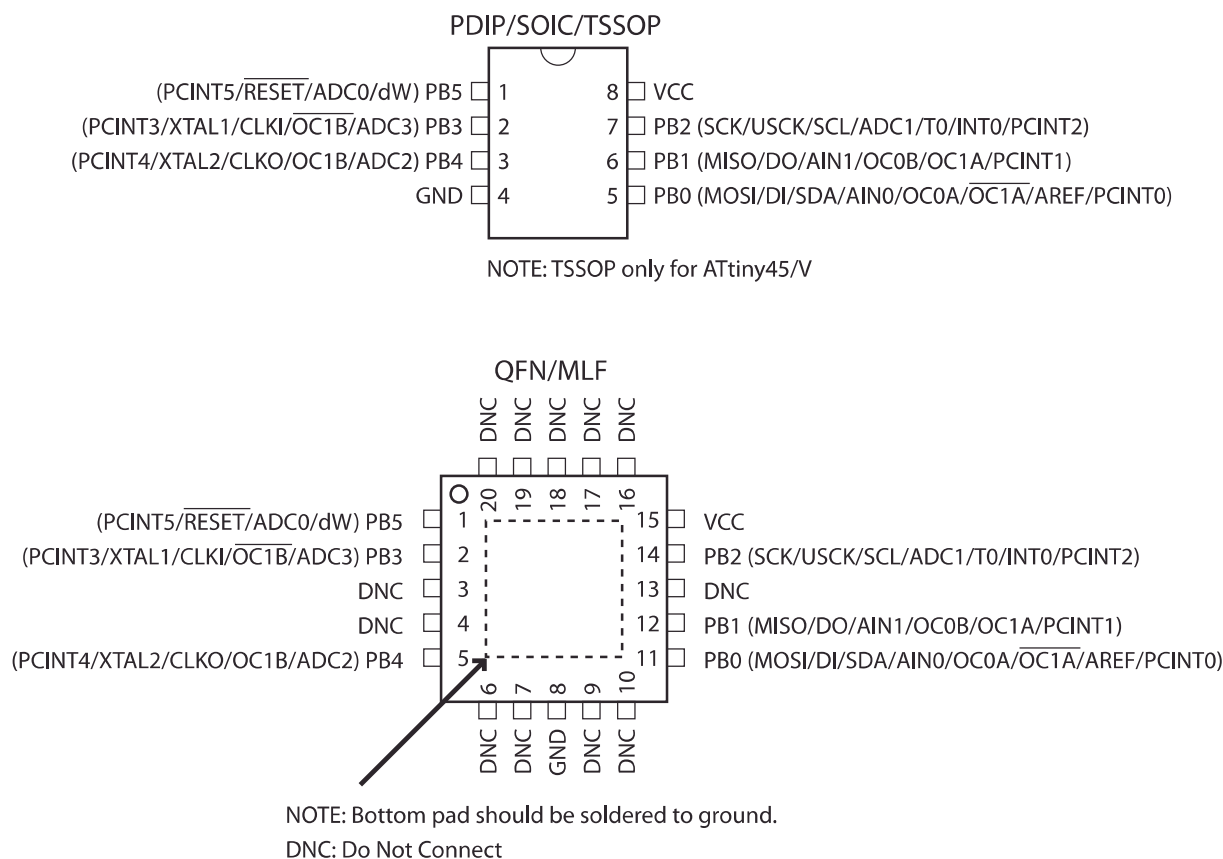 PDIP/SOIC/TSSOP
(PCINT5/RESET/ADC0/dW) PB5 1 8 VCC
(PCINT3/XTAL1/CLKI/OC1B/ADC3) PB3 2 7 PB2 (SCK/USCK/SCL/ADC1/T0/INT0/PCINT2)
(PCINT4/XTAL2/CLKO/OC1B/ADC2) PB4 3 6 PB1 (MISO/DO/AIN1/OC0B/OC1A/PCINT1)
GND 4 5 PB0 (MOSI/DI/SDA/AIN0/OC0A/OC1A/AREF/PCINT0)
NOTE: TSSOP only for ATtiny45/V
QFN/MLF
DNC DNC DNC DNC DNC
20 19 18 17 16
(PCINT5/RESET/ADC0/dW) PB5 1 15 VCC
(PCINT3/XTAL1/CLKI/OC1B/ADC3) PB3 2 14 PB2 (SCK/USCK/SCL/ADC1/T0/INT0/PCINT2)
DNC 3 13 DNC
DNC 4 12 PB1 (MISO/DO/AIN1/OC0B/OC1A/PCINT1)
(PCINT4/XTAL2/CLKO/OC1B/ADC2) PB4 5 11 PB0 (MOSI/DI/SDA/AIN0/OC0A/OC1A/AREF/PCINT0)
6 7 8 9 10
DNC DNC GND DNC DNC
NOTE: Bottom pad should be soldered to ground.
DNC: Do Not Connect